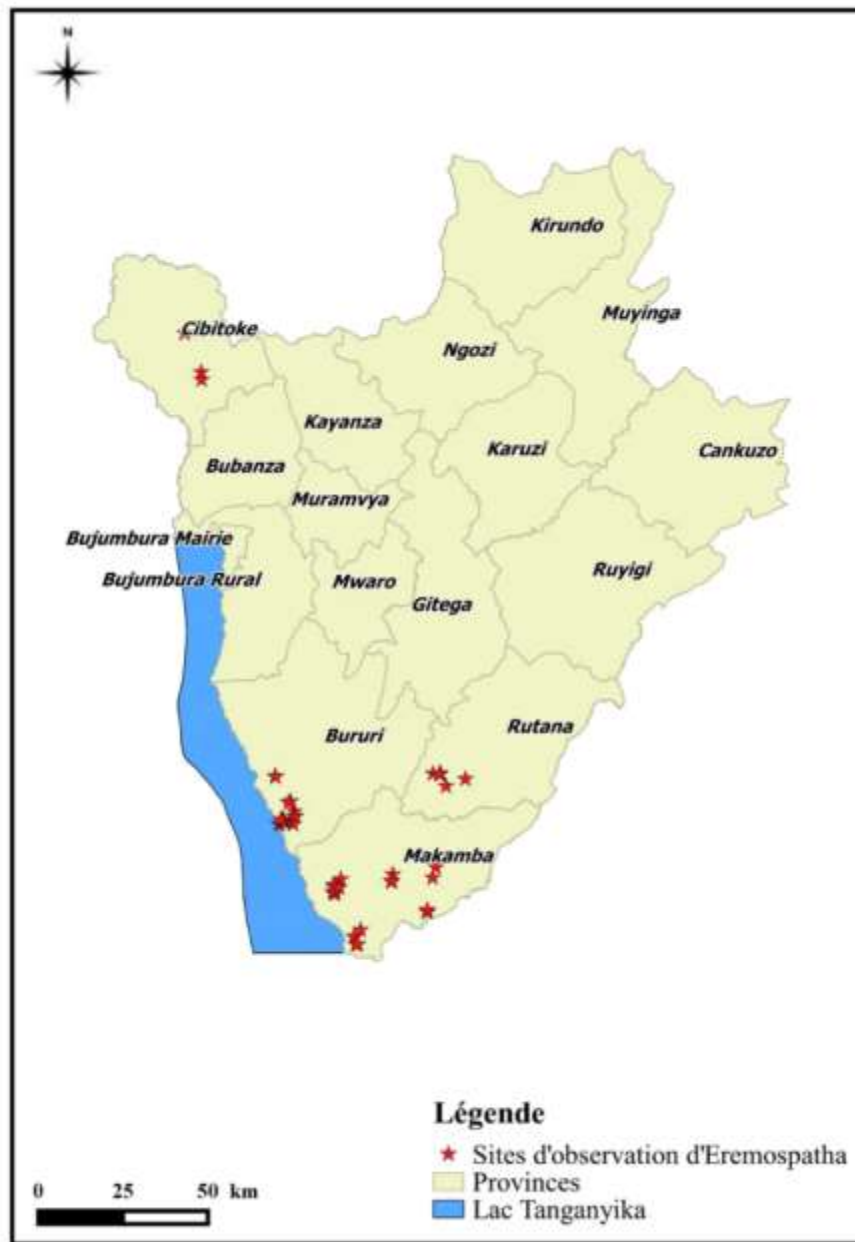 N
Kirundo
Muyinga
Cibitoke
Ngozi
Kayanza
Karuzi
Cankuzo
Bubanza
Muramvya
Bujumbura Mairie
Bujumbura Rural
Mwaro
Ruyigi
Gitega
Rutana
Bururi
Makamba
Légende
Sites d'observation d'Eremospatha
Provinces
Lac Tanganyika
0 25 50 km